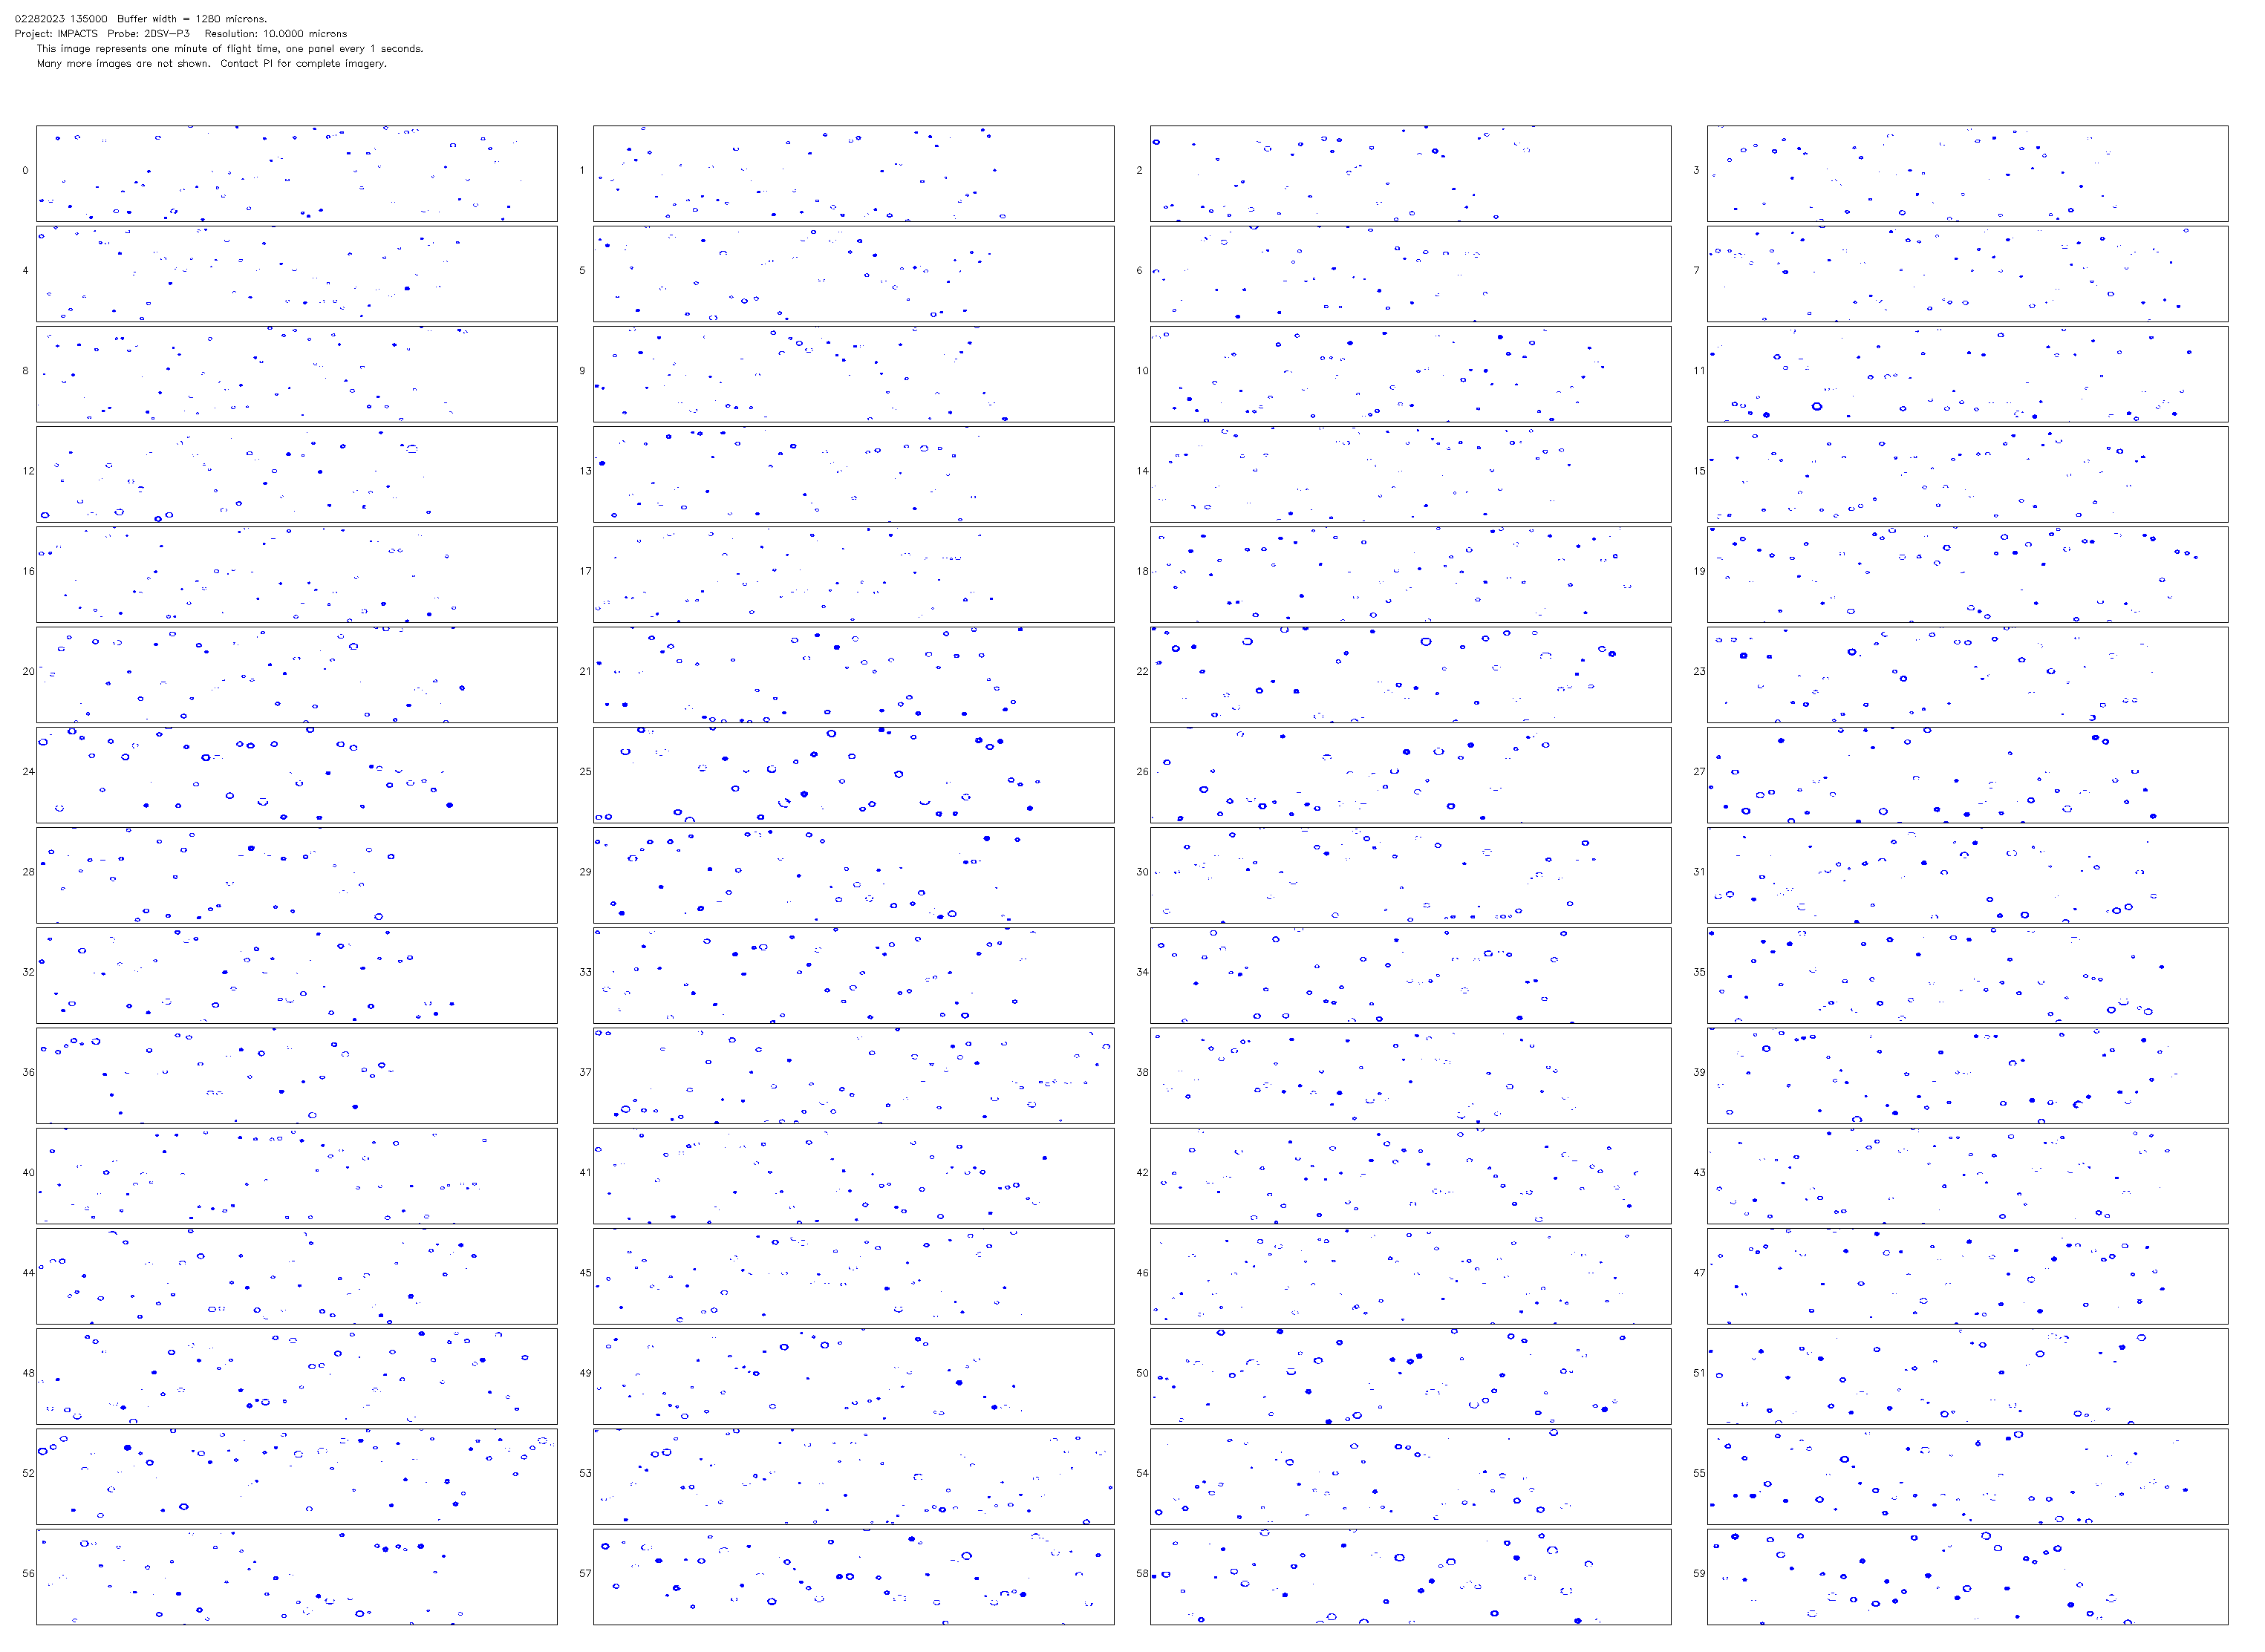 02282023 135000  Buffer width = 1280 microns.
Project: IMPACTS  Probe: 2DSV-P3    Resolution: 10.0000 microns
This image represents one minute of flight time, one panel every 1 seconds.
Many more images are not shown.  Contact PI for complete imagery.
0 1 2 3
4 5 6 7
8 9 10 11
12 13 14 15
16 17 18 19
20 21 22 23
24 25 26 27
28 29 30 31
32 33 34 35
36 37 38 39
40 41 42 43
44 45 46 47
48 49 50 51
52 53 54 55
56 57 58 59